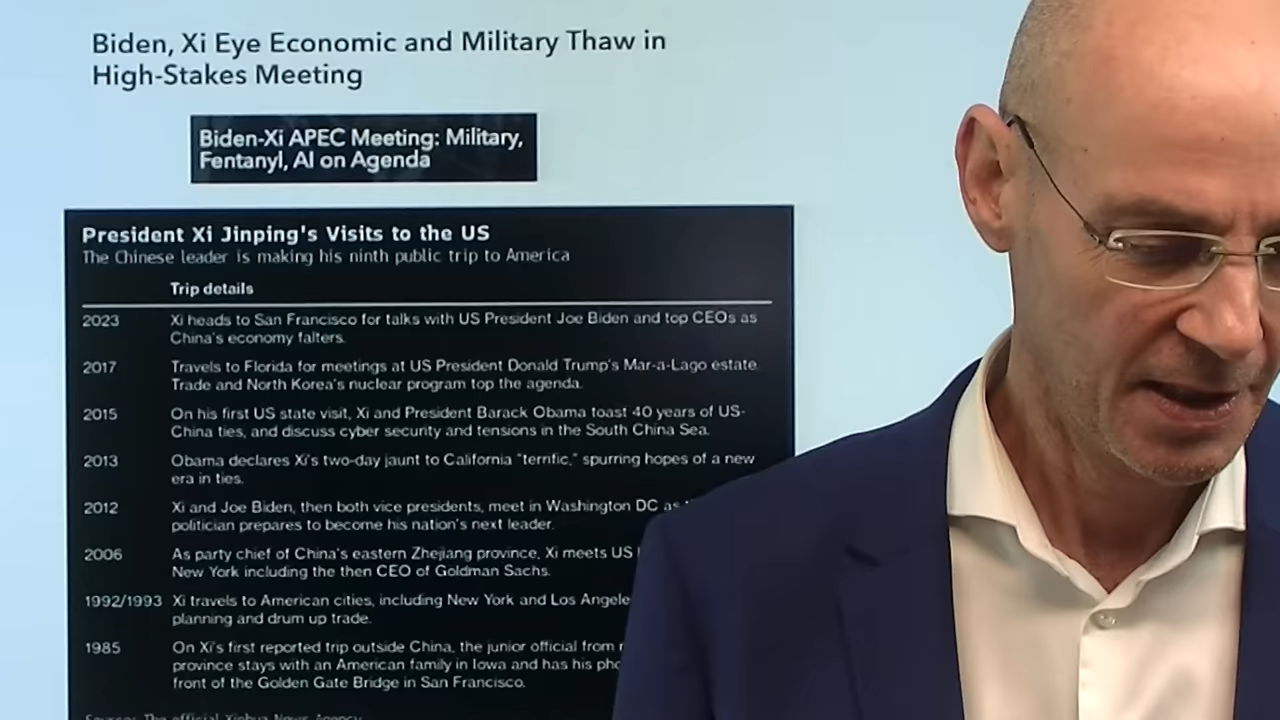 Biden, Xi Eye Economic and Military Thaw in
High-Stakes Meeting
Biden-Xi APEC Meeting: Military,
Fentanyl, AI on Agenda
President Xi Jinping's Visits to the US
The Chinese leader is making his ninth public trip to America
Trip details
2023 Xi heads to San Francisco for talks with US President Joe Biden and top CEOs as
China's economy falters.
2017 Travels to Florida for meetings at US President Donald Trump's Mar-a-Lago estate
Trade and North Korea's nuclear program top the agenda.
2015 On his first US state visit, Xi and President Barack Obama toast 40 years of US-
China ties, and discuss cyber security and tensions in the South China Sea.
2013 Obama declares Xi's two-day jaunt to California "terrific," spurring hopes of a new
era in ties.
2012 Xi and Joe Biden, then both vice presidents, meet in Washington DC as
politician prepares to become his nation's next leader.
2006 As party chief of China's eastern Zhejiang province, Xi meets US
New York including the then CEO of Goldman Sachs.
1992/1993 Xi travels to American cities, including New York and Los Angele
planning and drum up trade.
1985 On Xi's first reported trip outside China, the junior official from
province stays with an American family in Iowa and has his pho
front of the Golden Gate Bridge in San Francisco.
Source: The official Xinhua News Agency